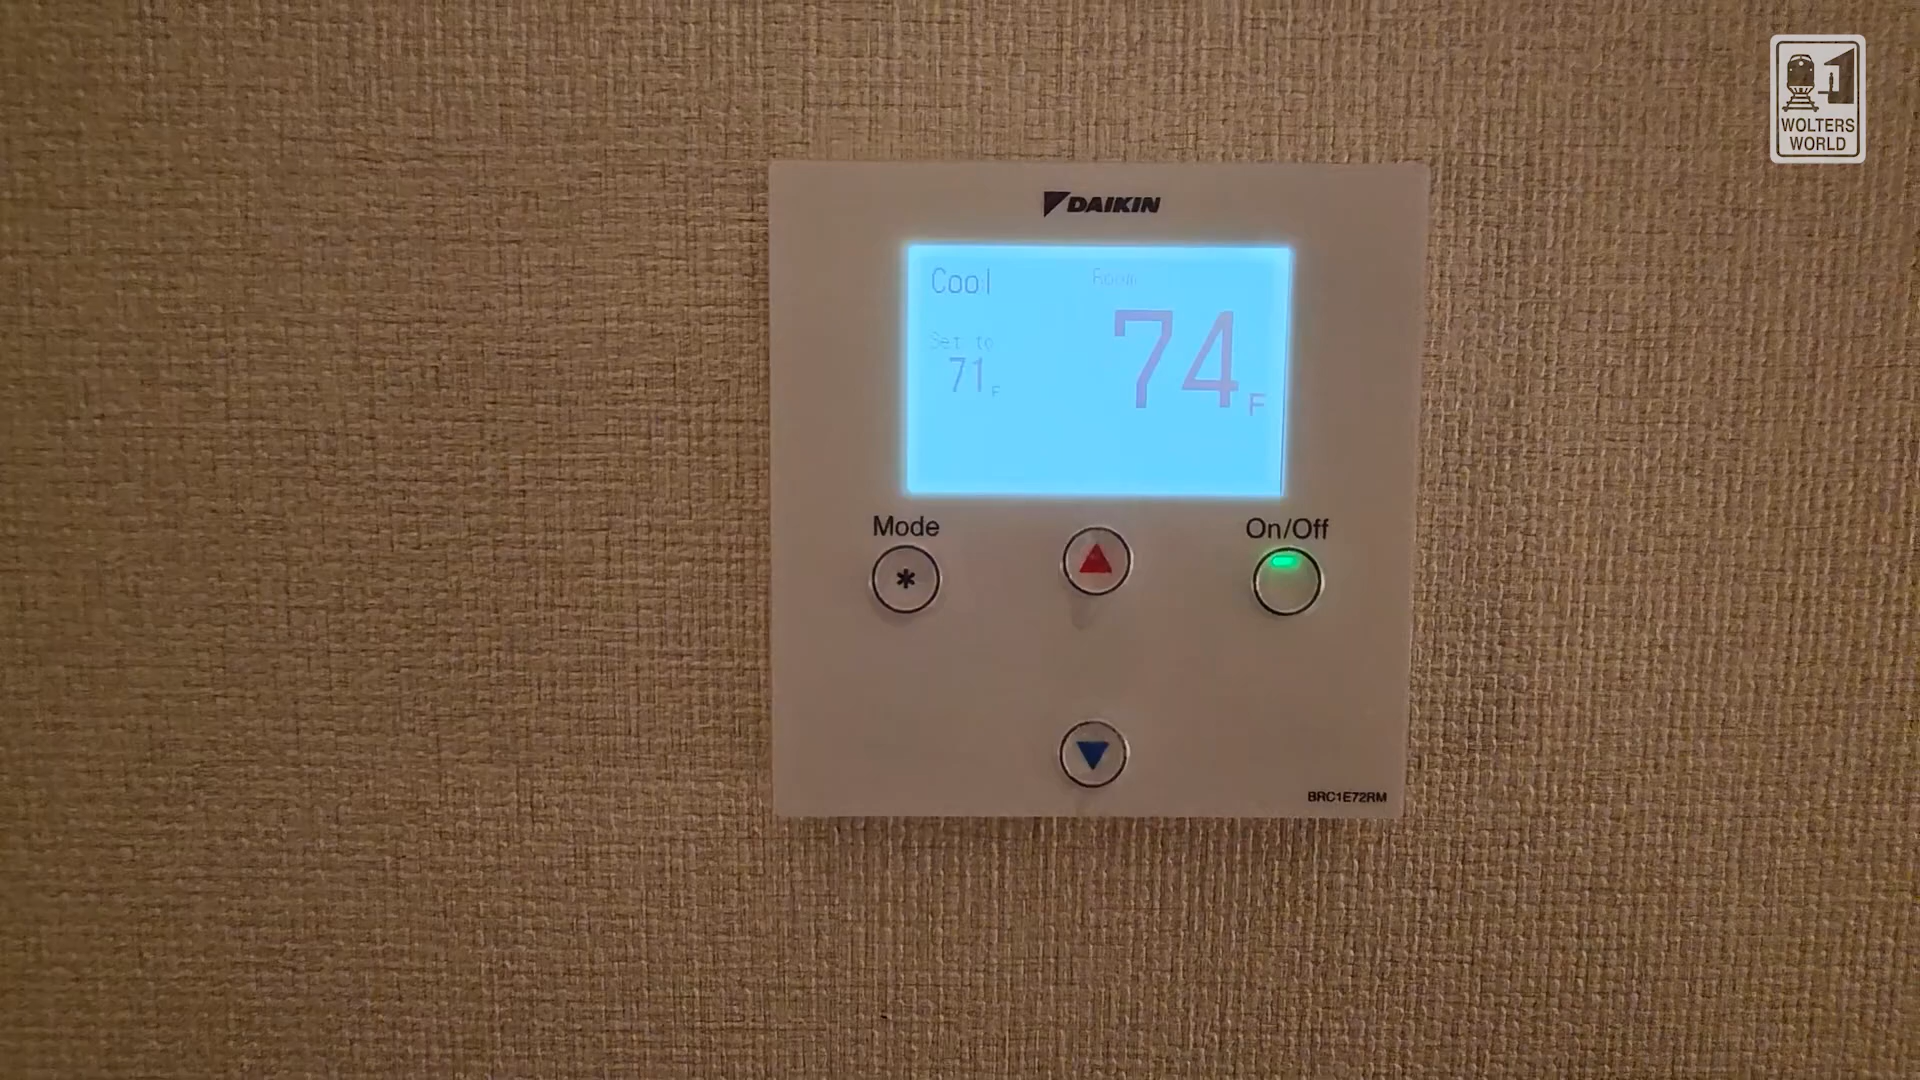 WOLTERS
WORLD
DAIKIN
Cool
Room
Set to
74 F
71 F
Mode
On/Off
*
BRC1E72RM